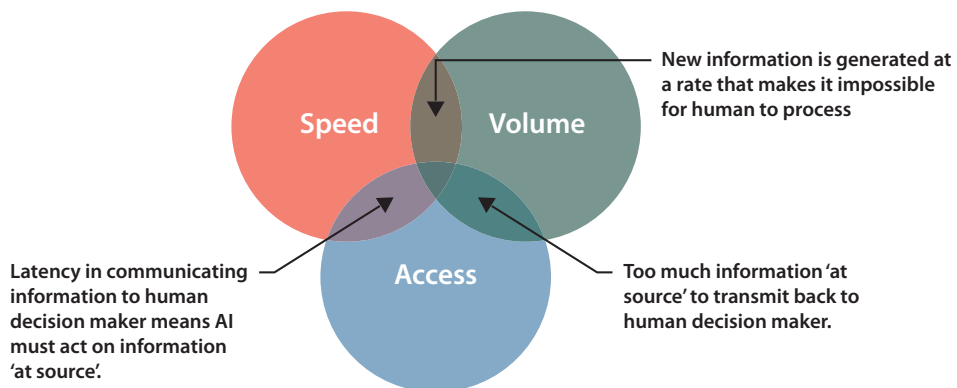 New information is generated at
a rate that makes it impossible
for human to process
Speed
Volume
Access
Latency in communicating
information to human
decision maker means AI
must act on information
‘at source’.
Too much information ‘at
source’ to transmit back to
human decision maker.